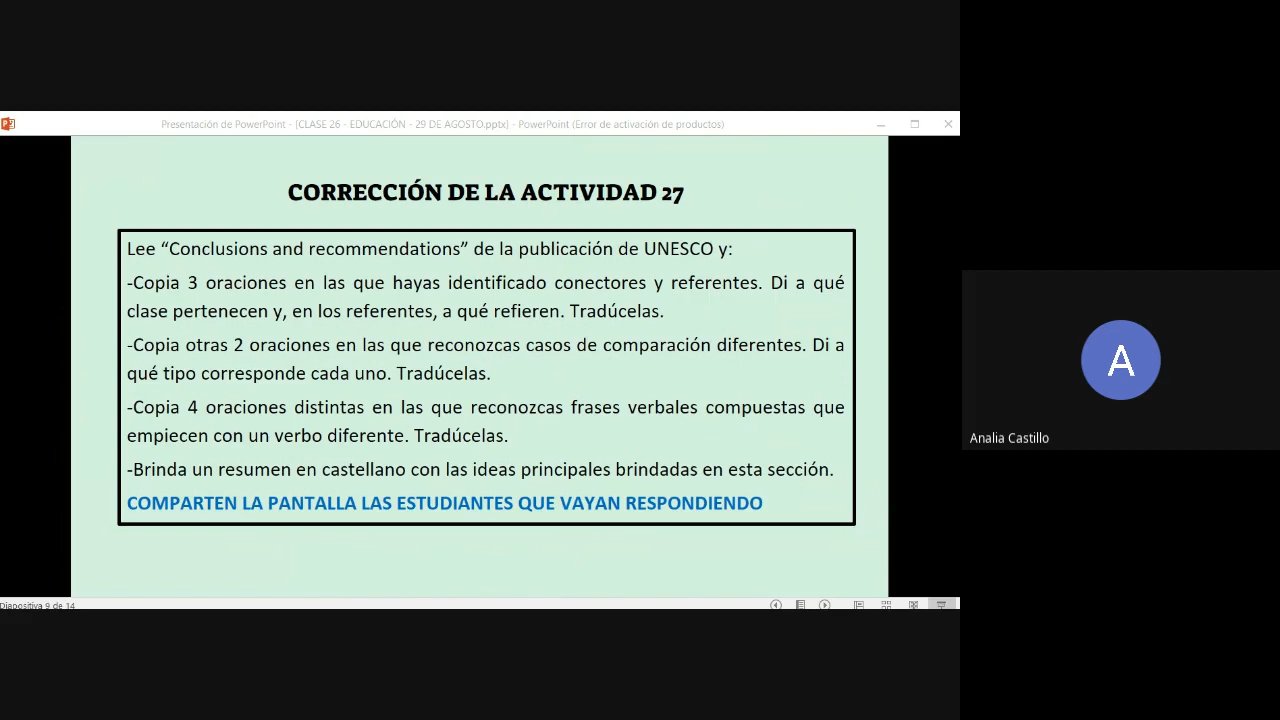 Presentación de PowerPoint - [CLASE 26 - EDUCACIÓN - 29 DE AGOSTO.pptx] - PowerPoint (Error de activación de productos)
CORRECCIÓN DE LA ACTIVIDAD 27
Lee “Conclusions and recommendations” de la publicación de UNESCO y:
-Copia 3 oraciones en las que hayas identificado conectores y referentes. Di a qué
clase pertenecen y, en los referentes, a qué refieren. Tradúcelas.
-Copia otras 2 oraciones en las que reconozcas casos de comparación diferentes. Di a
qué tipo corresponde cada uno. Tradúcelas.
-Copia 4 oraciones distintas en las que reconozcas frases verbales compuestas que
empiecen con un verbo diferente. Tradúcelas.
-Brinda un resumen en castellano con las ideas principales brindadas en esta sección.
COMPARTEN LA PANTALLA LAS ESTUDIANTES QUE VAYAN RESPONDIENDO
Diapositiva 9 de 14
A
Analia Castillo